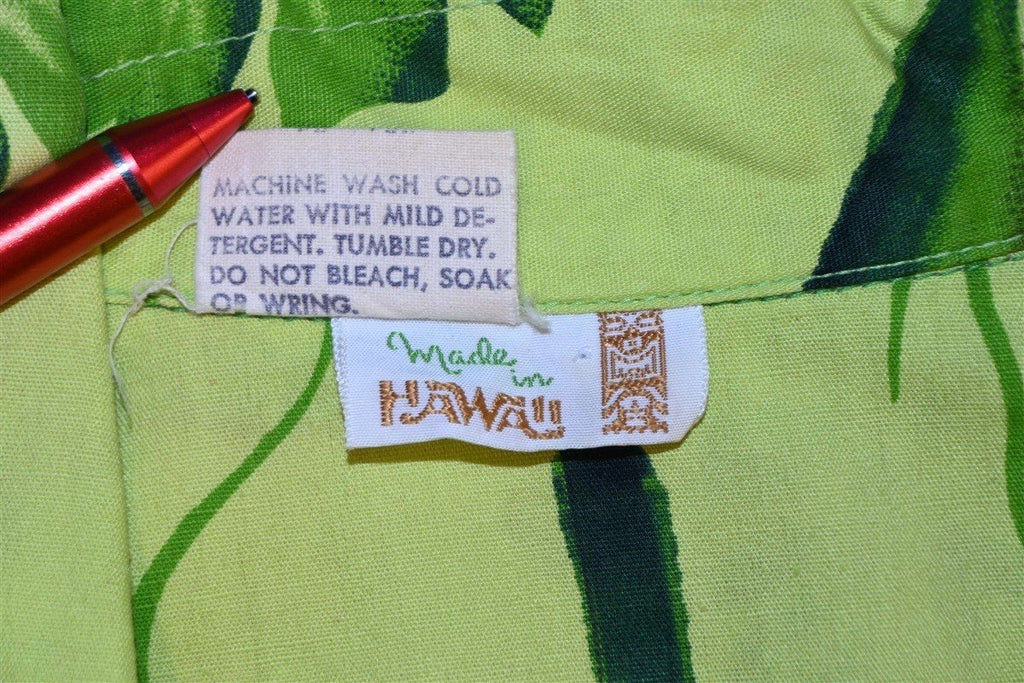 MACHINE WASH COLD
WATER WITH MILD DE-
TERGENT. TUMBLE DRY.
DO NOT BLEACH, SOAK
OR WRING.
Made
in
HAWAII